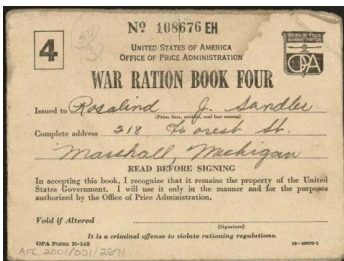 Nº 108676 EH
4
UNITED STATES OF AMERICA
OFFICE OF PRICE ADMINISTRATION
OPA
WAR RATION BOOK FOUR
Issued to Rosalind J. Sandler
(Print first, middle, and last names)
Complete address 218 Forest St.
Marshall, Michigan
READ BEFORE SIGNING
In accepting this book, I recognize that it remains the property of the United
States Government. I will use it only in the manner and for the purposes
authorized by the Office of Price Administration.
Void if Altered
(Signature)
It is a criminal offense to violate rationing regulations.
OPA Form R-145
AFC 2001/001/